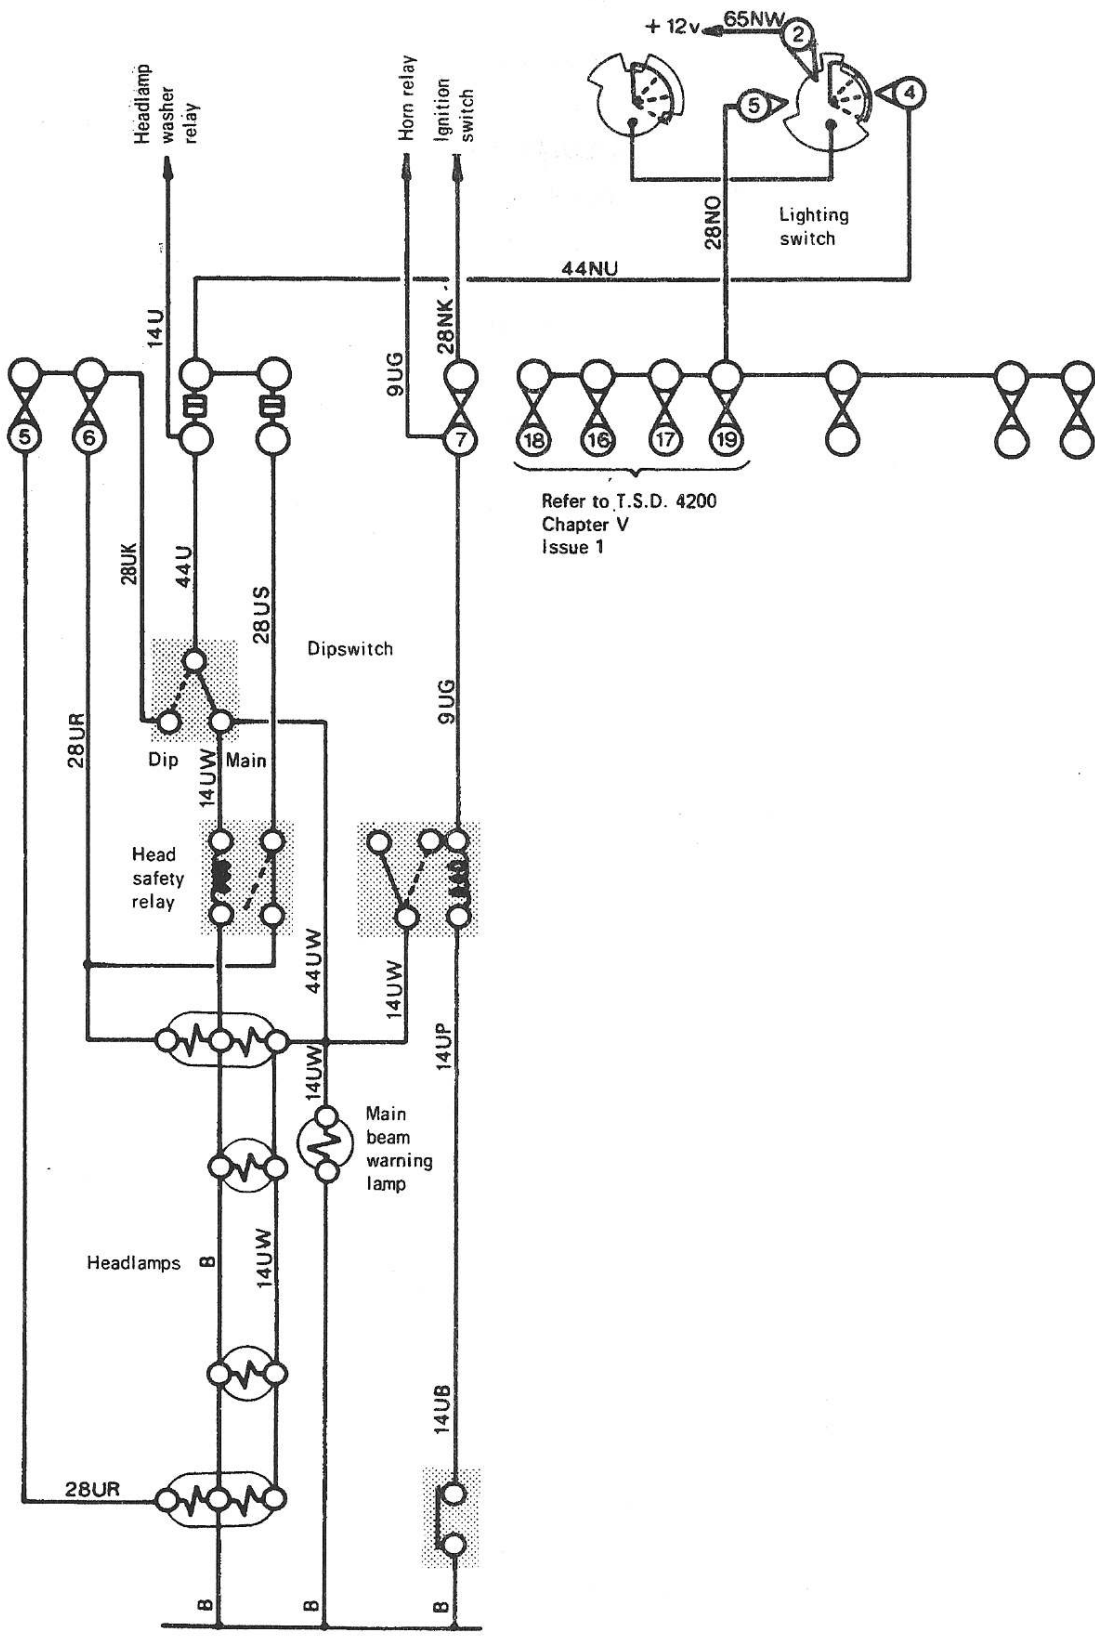 + 12v
65NW
2
5
4
Headlamp
washer
relay
Horn relay
Ignition
switch
28NO
Lighting
switch
44NU
14U
9UG
28NK
5
6
7
18
16
17
19
Refer to T.S.D. 4200
Chapter V
Issue 1
28UK
44U
28US
Dipswitch
9UG
28UR
Dip
Main
14UW
Head
safety
relay
44UW
14UW
14UP
14UW
Main
beam
warning
lamp
Headlamps
B
14UW
14UB
28UR
B
B
B